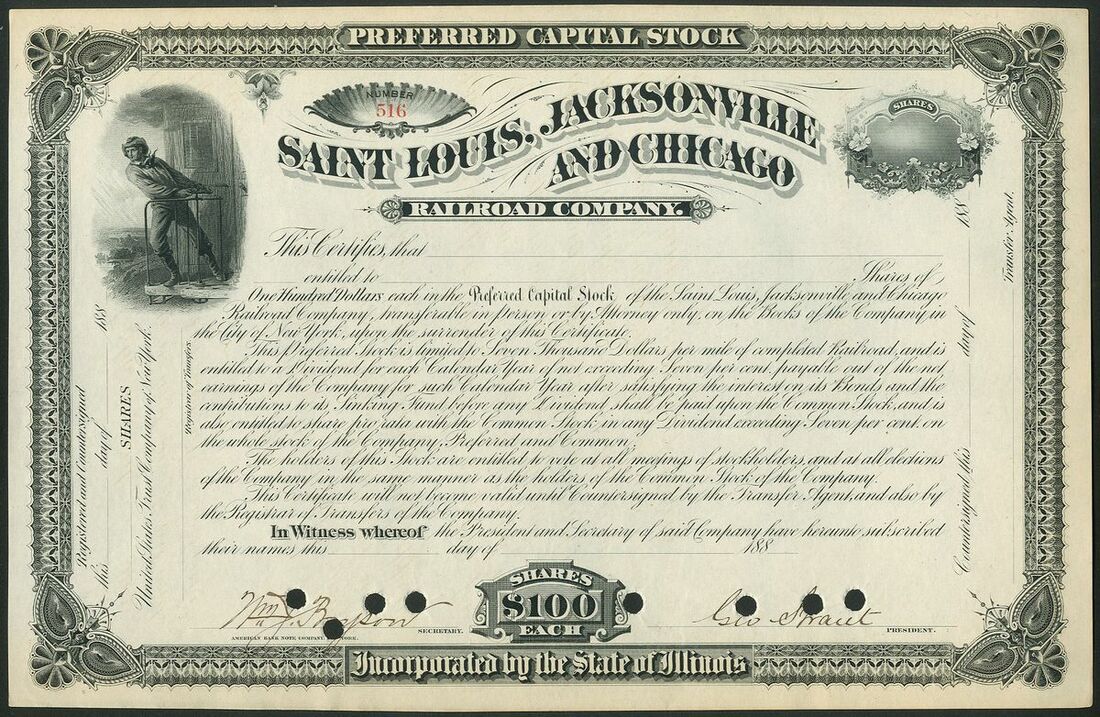 PREFERRED CAPITAL STOCK
NUMBER
516
SHARES
SAINT LOUIS, JACKSONVILLE
AND CHICAGO
RAILROAD COMPANY.
This Certifies, that
entitled to Shares of
One Hundred Dollars each in the Preferred Capital Stock of the Saint Louis, Jacksonville and Chicago
Railroad Company, transferable in person or by Attorney only, on the Books of the Company in
the City of New York, upon the surrender of this Certificate.
This Preferred Stock is limited to Seven Thousand Dollars per mile of completed Railroad, and is
entitled to a Dividend for each Calendar Year of not exceeding Seven per cent. payable out of the net
earnings of the Company for such Calendar Year after satisfying the interest on its Bonds and the
contributions to its Sinking Fund before any Dividend shall be paid upon the Common Stock, and is
also entitled to share pro rata with the Common Stock in any Dividend exceeding Seven per cent. on
the whole stock of the Company, Preferred and Common.
The holders of this Stock are entitled to vote at all meetings of stockholders, and at all elections
of the Company in the same manner as the holders of the Common Stock of the Company.
This Certificate will not become valid until Countersigned by the Transfer Agent, and also by
the Registrar of Transfers of the Company.
In Witness whereof the President and Secretary of said Company have hereunto subscribed
their names this day of 188
Geo Straut
SECRETARY.
SHARES
$100
EACH
PRESIDENT.
AMERICAN BANK NOTE COMPANY YORK.
Incorporated by the State of Illinois
Registered and Countersigned
this day of 188
SHARES
United States Trust Company of New York.
Registrar of Transfers
Countersigned this day of 188
Transfer Agent.